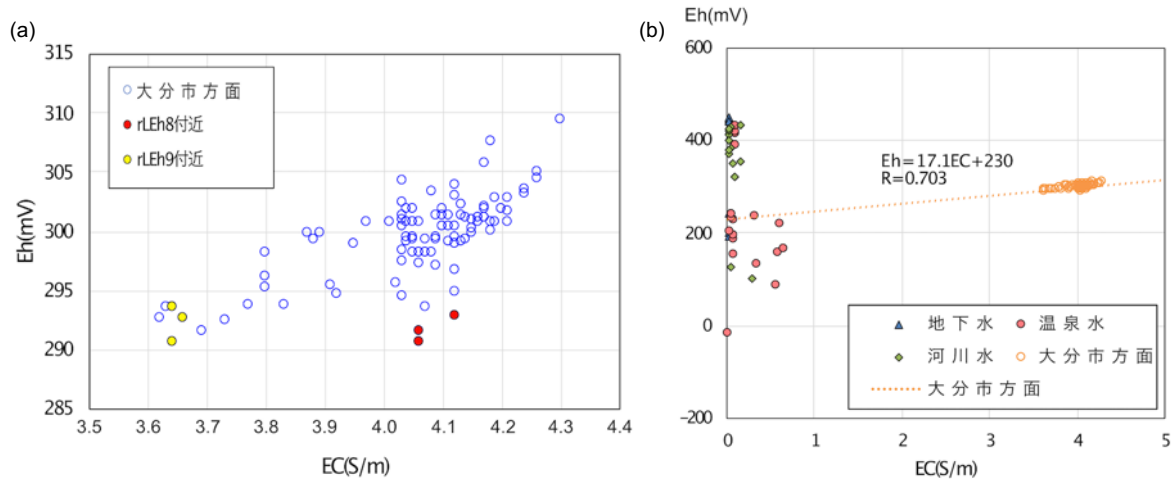 (a)
Eh(mV)
315
310
305
300
295
290
285
3.5 3.6 3.7 3.8 3.9 4.0 4.1 4.2 4.3 4.4
EC(S/m)
大分市方面
rLEh8付近
rLEh9付近
(b)
Eh(mV)
600
400
200
0
-200
0 1 2 3 4 5
EC(S/m)
Eh=17.1EC+230
R=0.703
地下水 温泉水
河川水 大分市方面
大分市方面